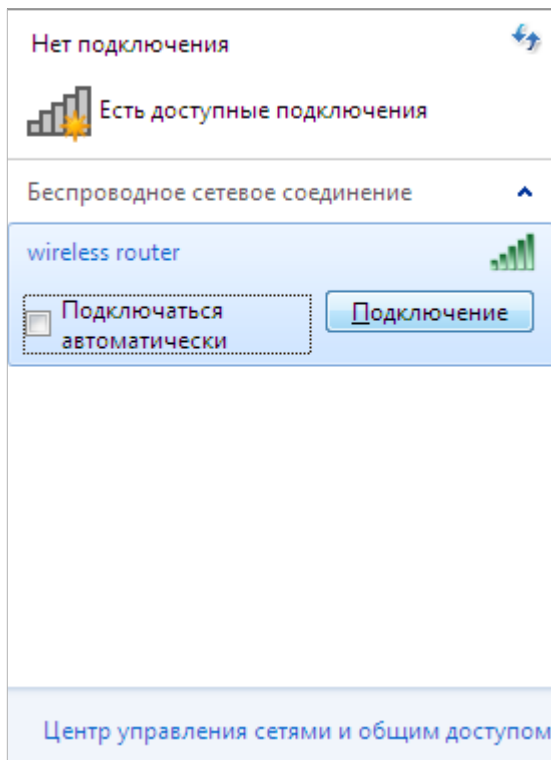 Нет подключения
Есть доступные подключения
Беспроводное сетевое соединение
wireless router
Подключаться
автоматически
Подключение
Центр управления сетями и общим доступом